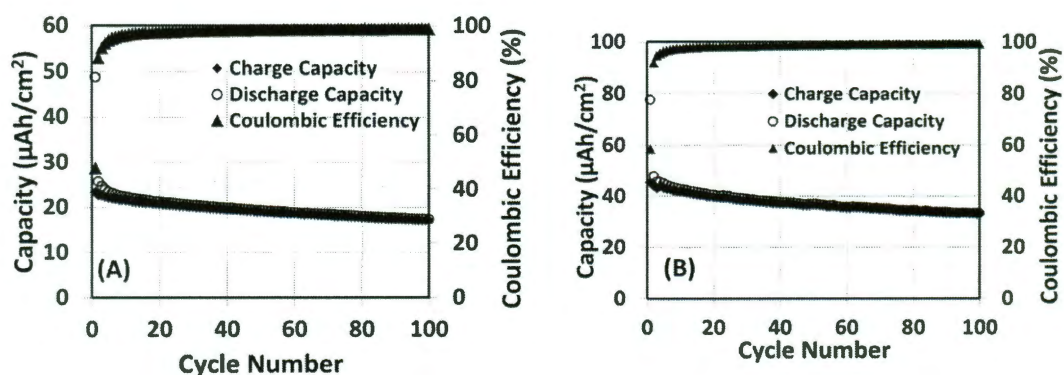 60
50
40
30
20
10
0
Capacity (µAh/cm²)
100
80
60
40
20
0
Coulombic Efficiency (%)
Charge Capacity
Discharge Capacity
Coulombic Efficiency
(A)
0 20 40 60 80 100
Cycle Number
100
80
60
40
20
0
Capacity (µAh/cm²)
100
80
60
40
20
0
Coulombic Efficiency (%)
Charge Capacity
Discharge Capacity
Coulombic Efficiency
(B)
0 20 40 60 80 100
Cycle Number